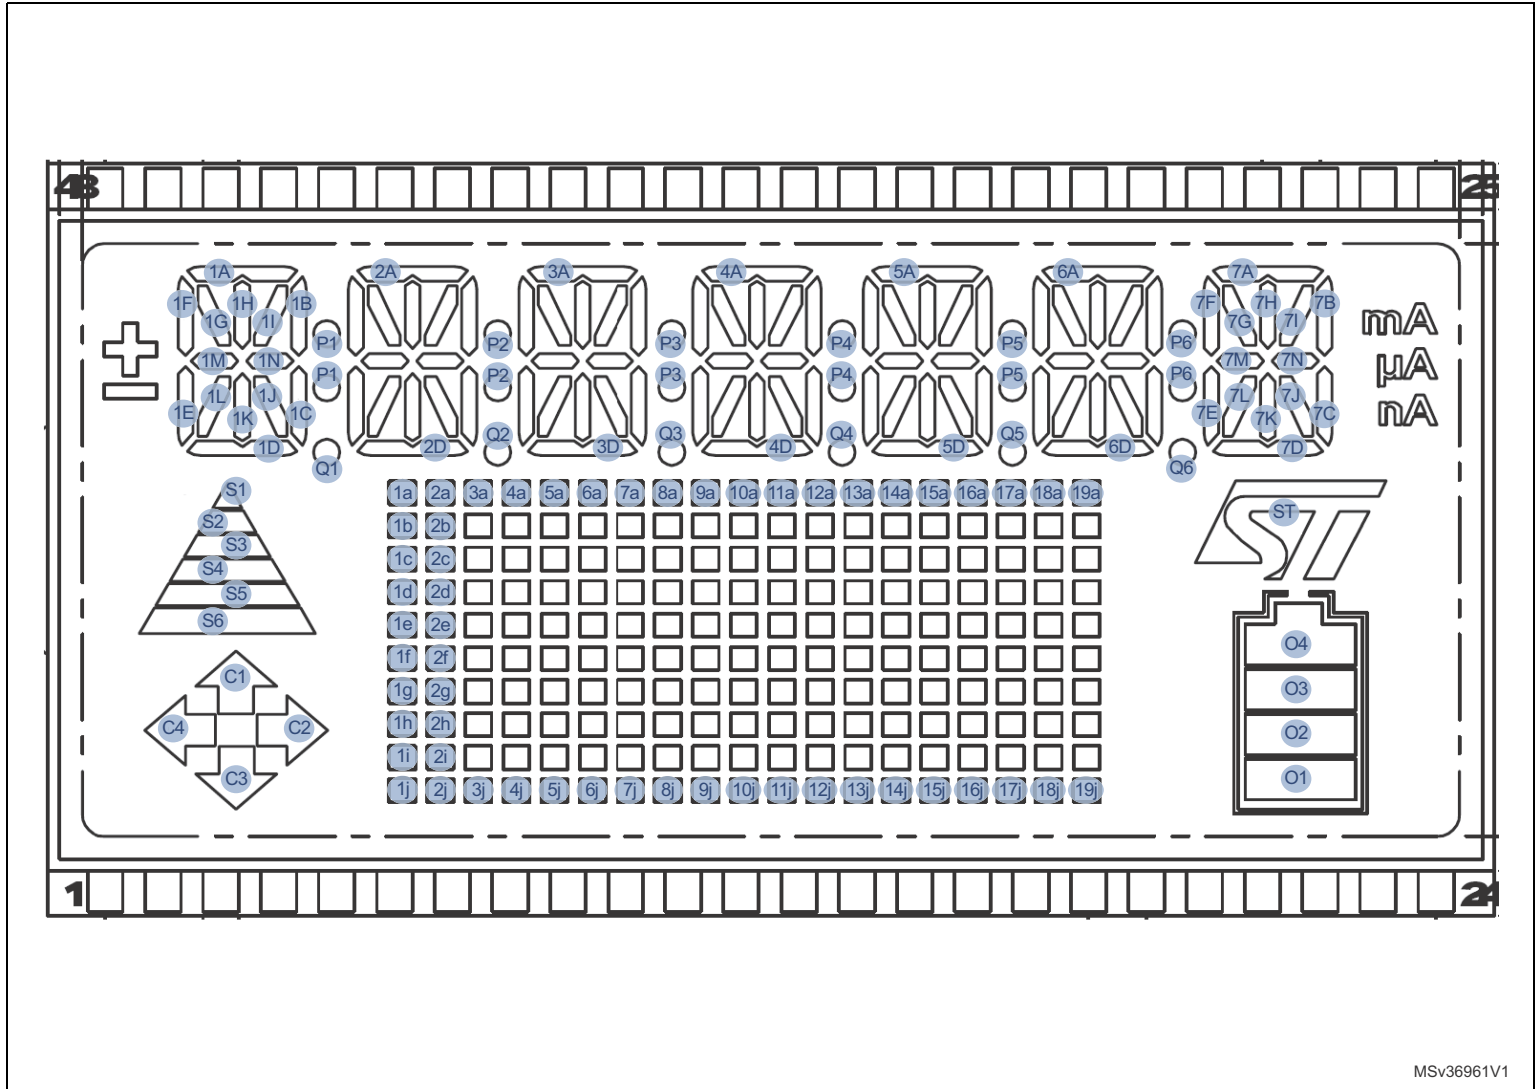 48 25
1A 2A 3A 4A 5A 6A 7A
1F 1H 1B 7F 7H 7B
1G 1I 7G 7I mA
P1 P2 P3 P4 P5 P6
1M 1N 7M 7N µA
P1 P2 P3 P4 P5 P6
1L 1J 7L 7J
1E 1K 1C 7E 7K 7C nA
1D 2D 3D 4D 5D 6D 7D
Q1 Q2 Q3 Q4 Q5 Q6
S1 1a 2a 3a 4a 5a 6a 7a 8a 9a 10a 11a 12a 13a 14a 15a 16a 17a 18a 19a
ST
S2 1b 2b
S3
S4 1c 2c
S5 1d 2d
S6 1e 2e
O4
C1 1f 2f
1g 2g O3
C4 C2 1h 2h O2
1i 2i
C3 O1
1j 2j 3j 4j 5j 6j 7j 8j 9j 10j 11j 12j 13j 14j 15j 16j 17j 18j 19j
1 24
MSv36961V1